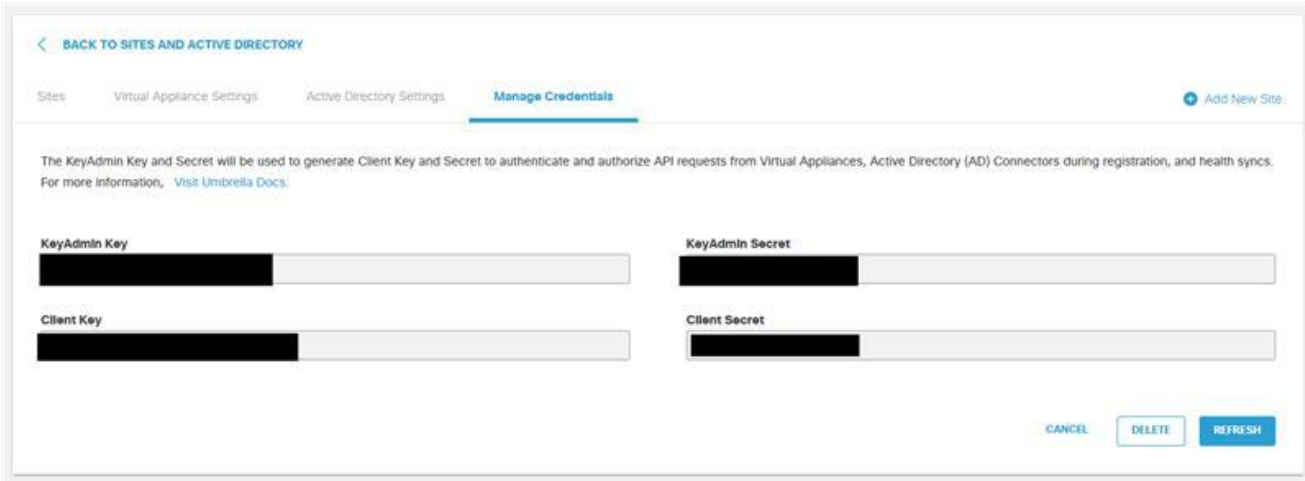 BACK TO SITES AND ACTIVE DIRECTORY
Sites Virtual Appliance Settings Active Directory Settings Manage Credentials Add New Site
The KeyAdmin Key and Secret will be used to generate Client Key and Secret to authenticate and authorize API requests from Virtual Appliances, Active Directory (AD) Connectors during registration, and health syncs.
For more information, Visit Umbrella Docs.
KeyAdmin Key KeyAdmin Secret
Client Key Client Secret
CANCEL DELETE REFRESH